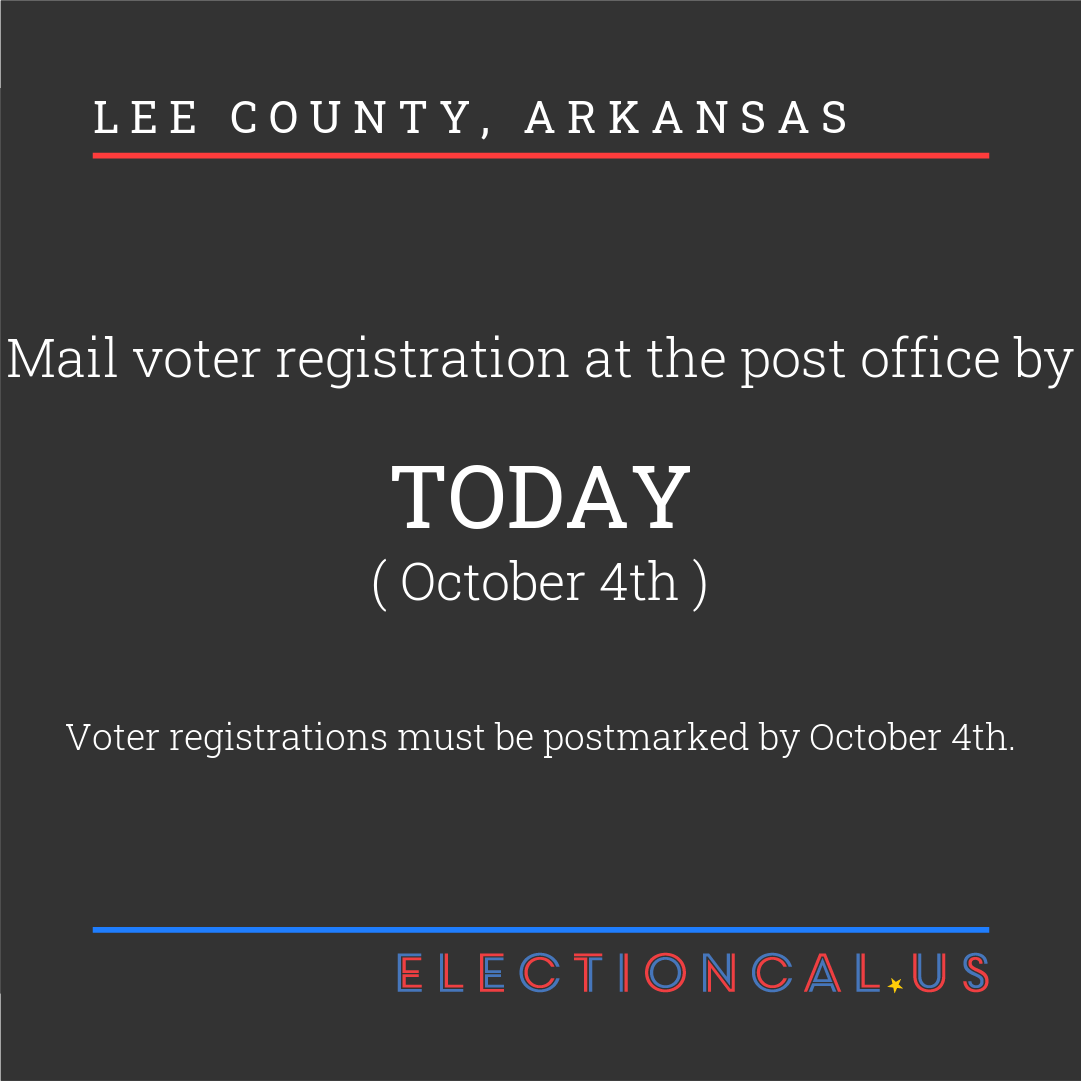 LEE COUNTY, ARKANSAS
Mail voter registration at the post office by
TODAY
( October 4th )
Voter registrations must be postmarked by October 4th.
ELECTIONCAL.US